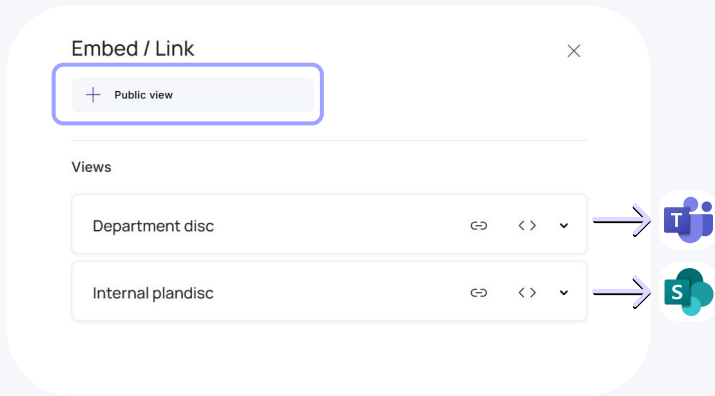 Embed / Link
Public view
Views
Department disc
T
Internal plandisc
S